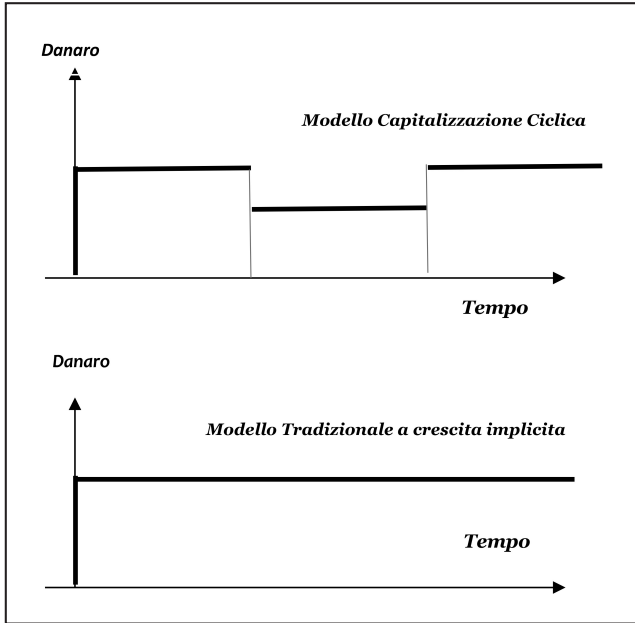 Danaro
Modello Capitalizzazione Ciclica
Tempo
Danaro
Modello Tradizionale a crescita implicita
Tempo